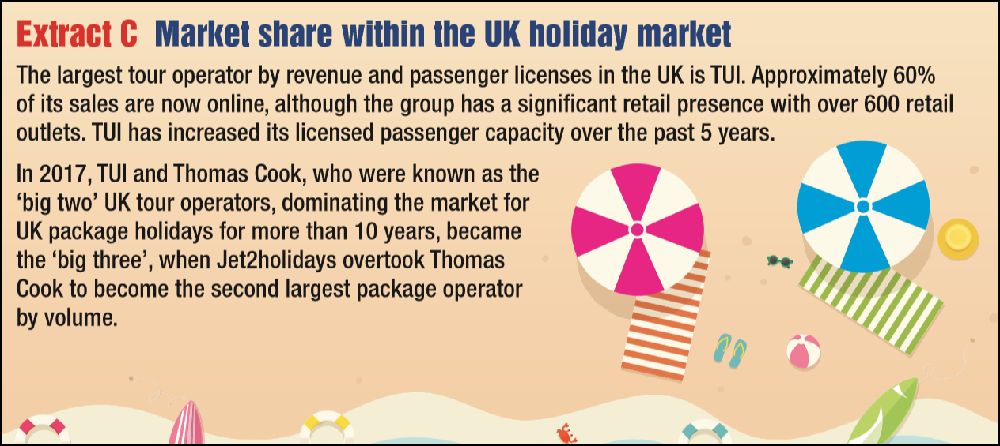 Extract C Market share within the UK holiday market
The largest tour operator by revenue and passenger licenses in the UK is TUI. Approximately 60%
of its sales are now online, although the group has a significant retail presence with over 600 retail
outlets. TUI has increased its licensed passenger capacity over the past 5 years.
In 2017, TUI and Thomas Cook, who were known as the
‘big two’ UK tour operators, dominating the market for
UK package holidays for more than 10 years, became
the ‘big three’, when Jet2holidays overtook Thomas
Cook to become the second largest package operator
by volume.